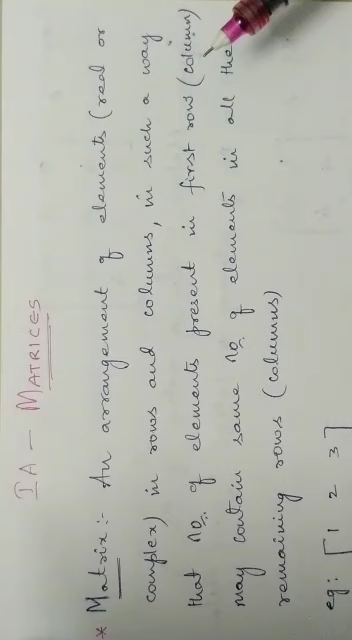 IA - MATRICES
* Matrix :- An arrangement of elements (real or
complex) in rows and columns, in such a way
that no. of elements present in first row (column)
may contain same no. of elements in all the
remaining rows (columns)
eg: [ 1 2 3 ]